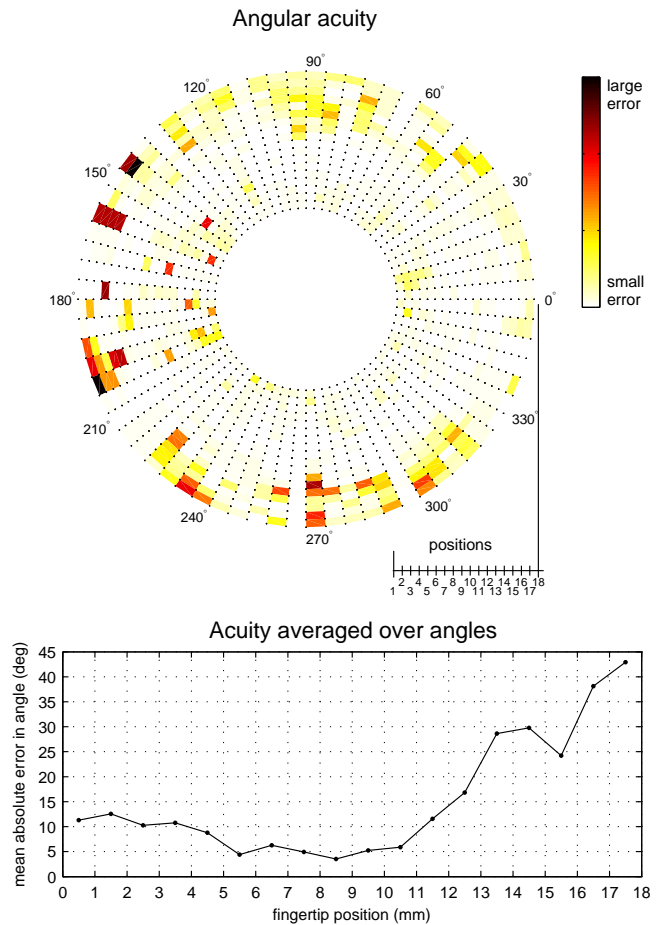 Angular acuity
90°
120°
60°
large
error
150°
30°
180°
0°
small
error
210°
330°
240°
300°
270°
positions
2 4 6 8 10 12 14 16 18
1 3 5 7 9 11 13 15 17
Acuity averaged over angles
mean absolute error in angle (deg)
45
40
35
30
25
20
15
10
5
0
0 1 2 3 4 5 6 7 8 9 10 11 12 13 14 15 16 17 18
fingertip position (mm)